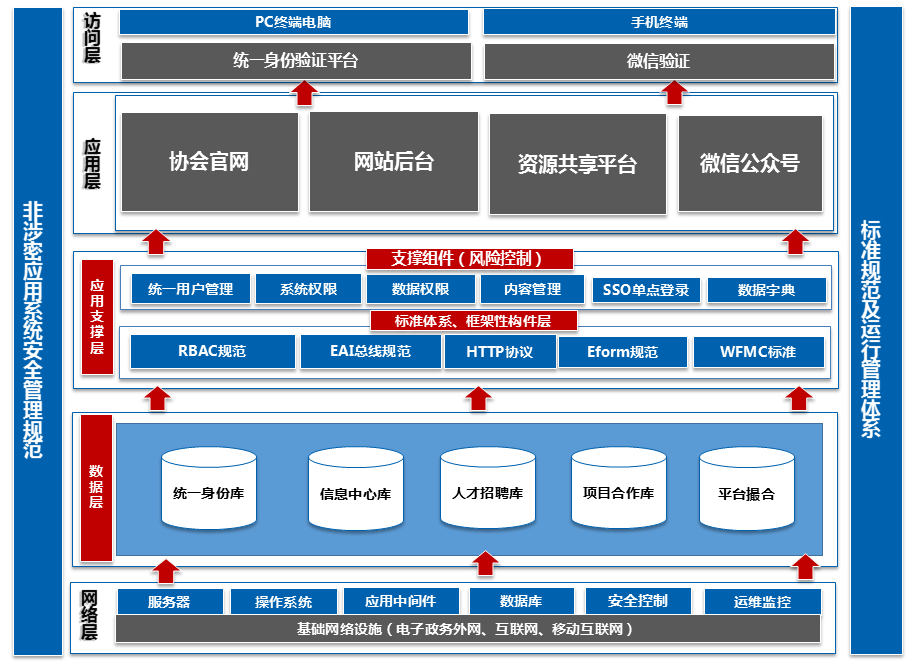 非涉密应用系统安全管理规范
访问层
PC终端电脑
手机终端
统一身份验证平台
微信验证
应用层
协会官网
网站后台
资源共享平台
微信公众号
应用支撑层
支撑组件（风险控制）
统一用户管理
系统权限
数据权限
内容管理
SSO单点登录
数据字典
标准体系、框架性构件层
RBAC规范
EAI总线规范
HTTP协议
Eform规范
WFMC标准
数据层
统一身份库
信息中心库
人才招聘库
项目合作库
平台撮合
网络层
服务器
操作系统
应用中间件
数据库
安全控制
运维监控
基础网络设施（电子政务外网、互联网、移动互联网）
标准规范及运行管理体系